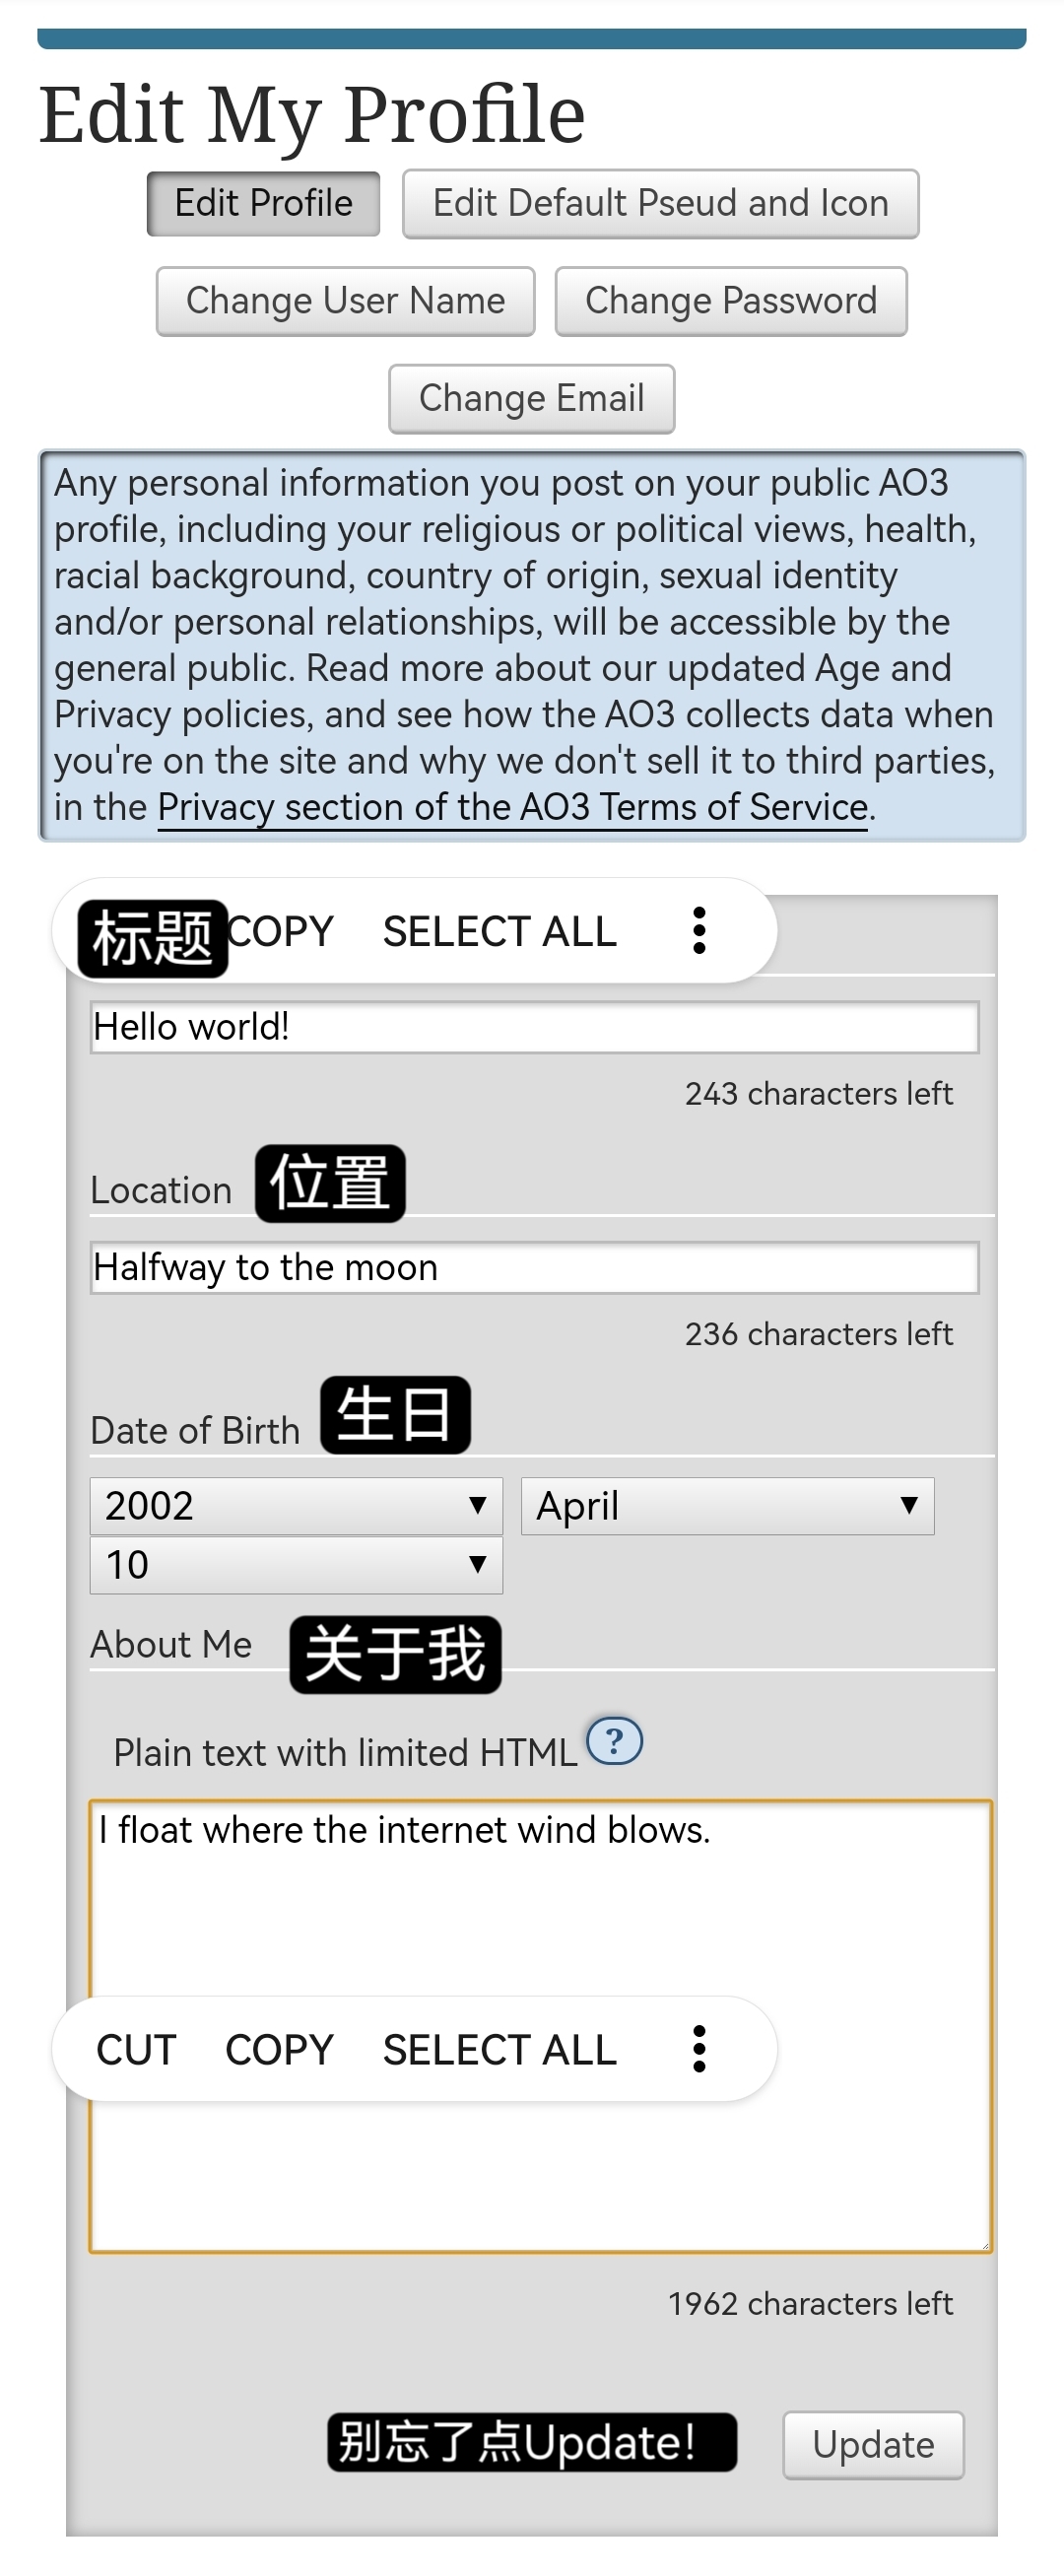 Edit My Profile
Edit Profile
Edit Default Pseud and Icon
Change User Name
Change Password
Change Email
Any personal information you post on your public AO3
profile, including your religious or political views, health,
racial background, country of origin, sexual identity
and/or personal relationships, will be accessible by the
general public. Read more about our updated Age and
Privacy policies, and see how the AO3 collects data when
you're on the site and why we don't sell it to third parties,
in the Privacy section of the AO3 Terms of Service.
标题 COPY SELECT ALL
Hello world!
243 characters left
Location 位置
Halfway to the moon
236 characters left
Date of Birth 生日
2002 ▼ April ▼
10 ▼
About Me 关于我
Plain text with limited HTML ?
I float where the internet wind blows.
CUT COPY SELECT ALL
1962 characters left
别忘了点Update! Update